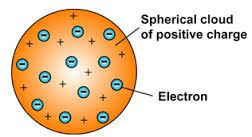 Spherical cloud
of positive charge
Electron